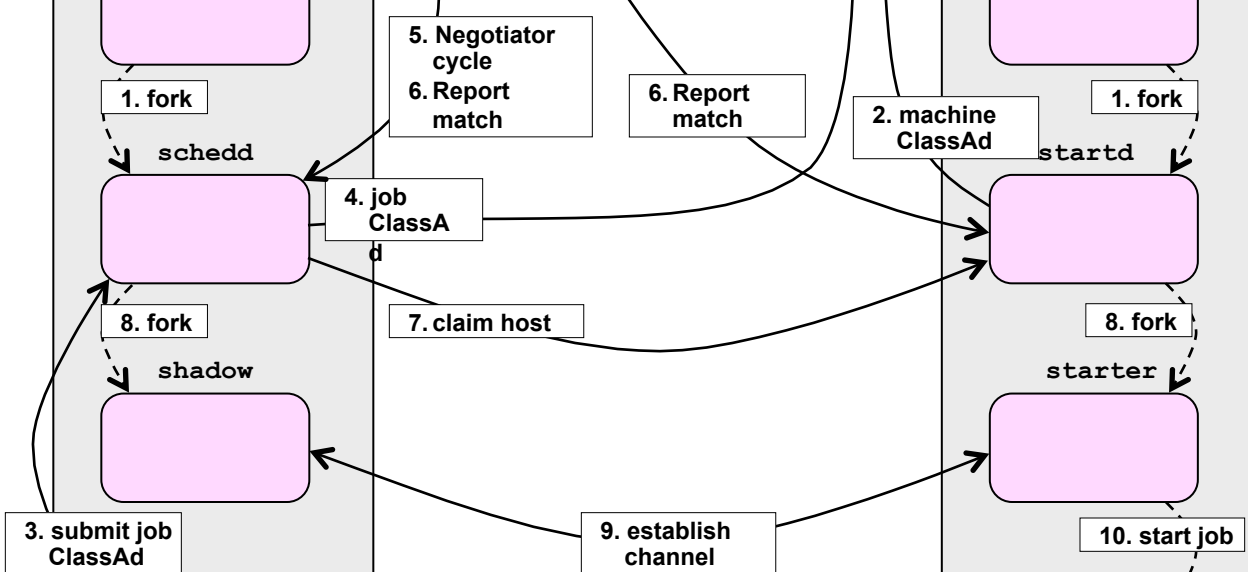 5. Negotiator
cycle
6. Report
match
6. Report
match
1. fork
2. machine
ClassAd
1. fork
schedd
startd
4. job
ClassA
d
8. fork
7. claim host
8. fork
shadow
starter
3. submit job
ClassAd
9. establish
channel
10. start job